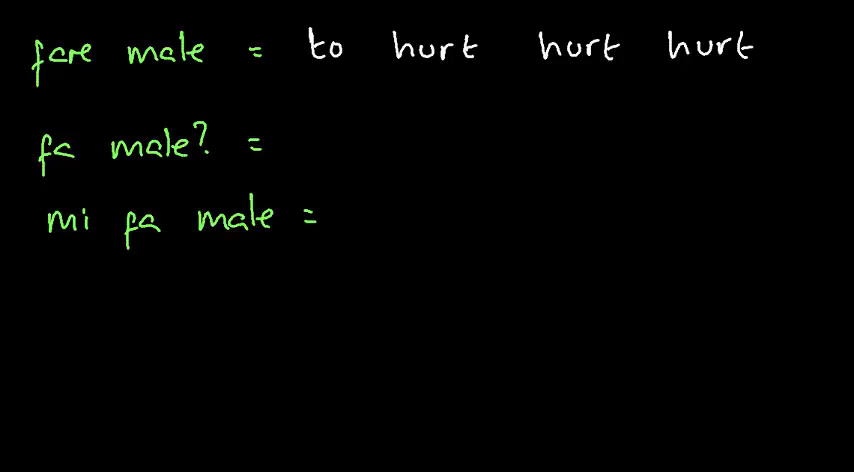 fare male = to hurt hurt hurt
fa male? =
mi fa male =